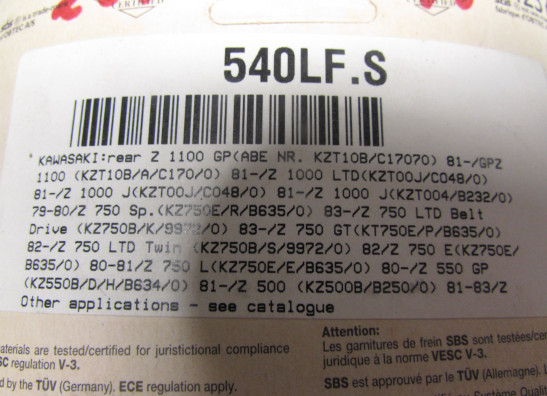 CERTIFIED
540LF.S
KAWASAKI:rear Z 1100 GP(ABE NR. KZT10B/C17070) 81-/GPZ
1100 (KZT10B/A/C170/0) 81-/Z 1000 LTD(KZT00J/C048/0)
81-/Z 1000 J(KZT00J/C048/0) 81-/Z 1000 J(KZT004/B232/0)
79-80/Z 750 Sp.(KZ750E/R/B635/0) 83-/Z 750 LTD Belt
Drive (KZ750B/K/9972/0) 83-/Z 750 GT(KT750E/P/B635/0)
82-/Z 750 LTD Twin (KZ750B/S/9972/0) 82/Z 750 E(KZ750E/
B635/0) 80-81/Z 750 L(KZ750E/E/B635/0) 80-/Z 550 GP
(KZ550B/D/H/B634/0) 81-/Z 500 (KZ500B/B250/0) 81-83/Z
Other applications - see catalogue
aterials are tested/certified for juristictional compliance
SC regulation V-3.
d by the TÜV (Germany). ECE regulation apply.
Attention:
Les garnitures de frein SBS sont testées/cer
juridique à la norme VESC V-3.
SBS est approuvé par le TÜV (Allemagne).
Système Qualit